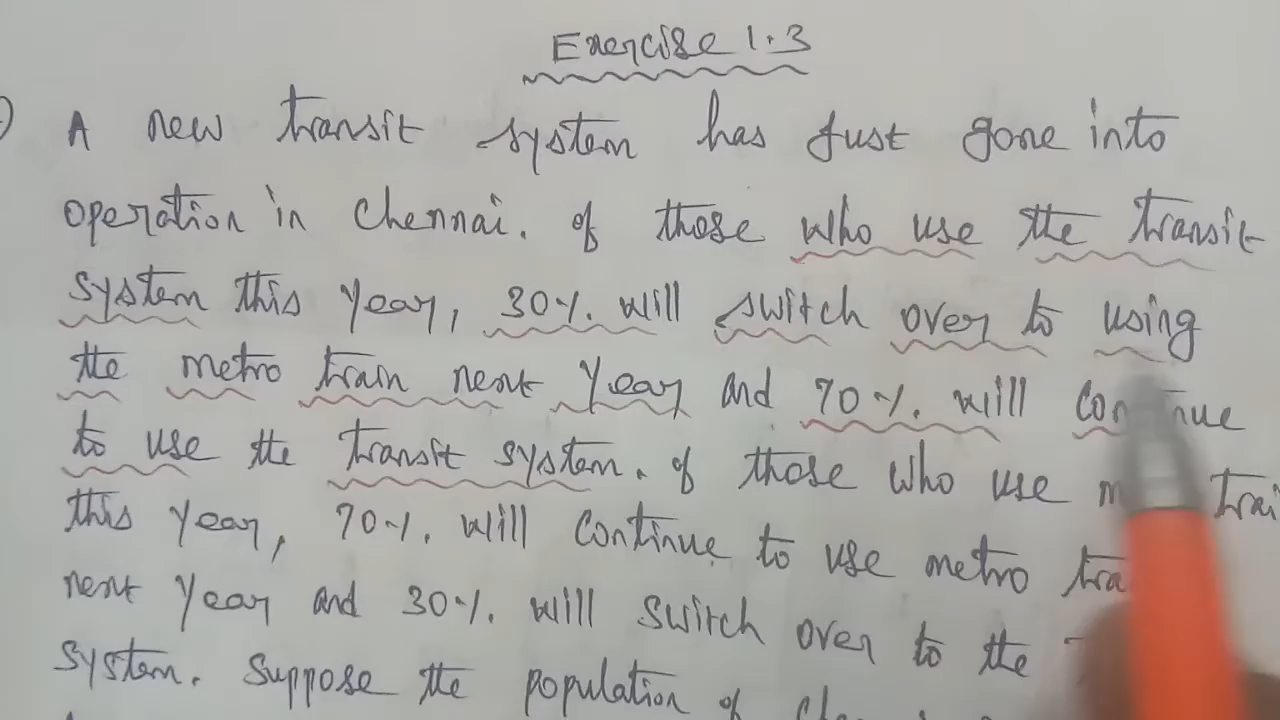 Exercise 1.3
A new transit system has just gone into
operation in Chennai. Of those who use the transit
system this year, 30%. will switch over to using
the metro train next year and 70%. will
to use the transit system. Of those who use
this year, 70%. will continue to use metro
next year and 30%. will switch over to the
system. Suppose the population of